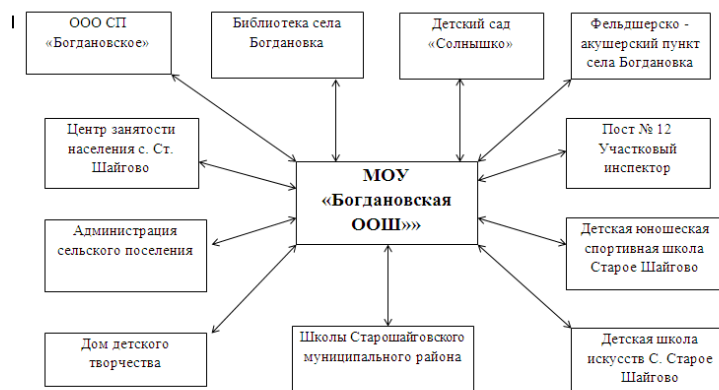 ООО СП
«Богдановское»
Библиотека села
Богдановка
Детский сад
«Солнышко»
Фельдшерско -
акушерский пункт
села Богдановка
Центр занятости
населения с. Ст.
Шайгово
МОУ
«Богдановская
ООШ»»
Пост № 12
Участковый
инспектор
Администрация
сельского поселения
Детская юношеская
спортивная школа
Старое Шайгово
Дом детского
творчества
Школы Старошайговского
муниципального района
Детская школа
искусств С. Старое
Шайгово